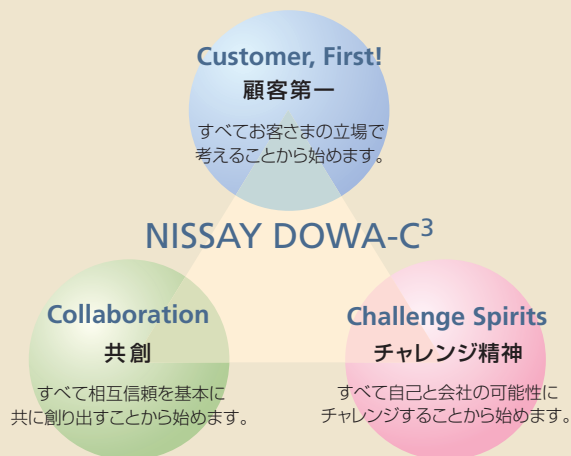 Customer, First!
顧客第一
すべてお客さまの立場で
考えることから始めます。
NISSAY DOWA-C³
Collaboration
共創
すべて相互信頼を基本に
共に創り出すことから始めます。
Challenge Spirits
チャレンジ精神
すべて自己と会社の可能性に
チャレンジすることから始めます。